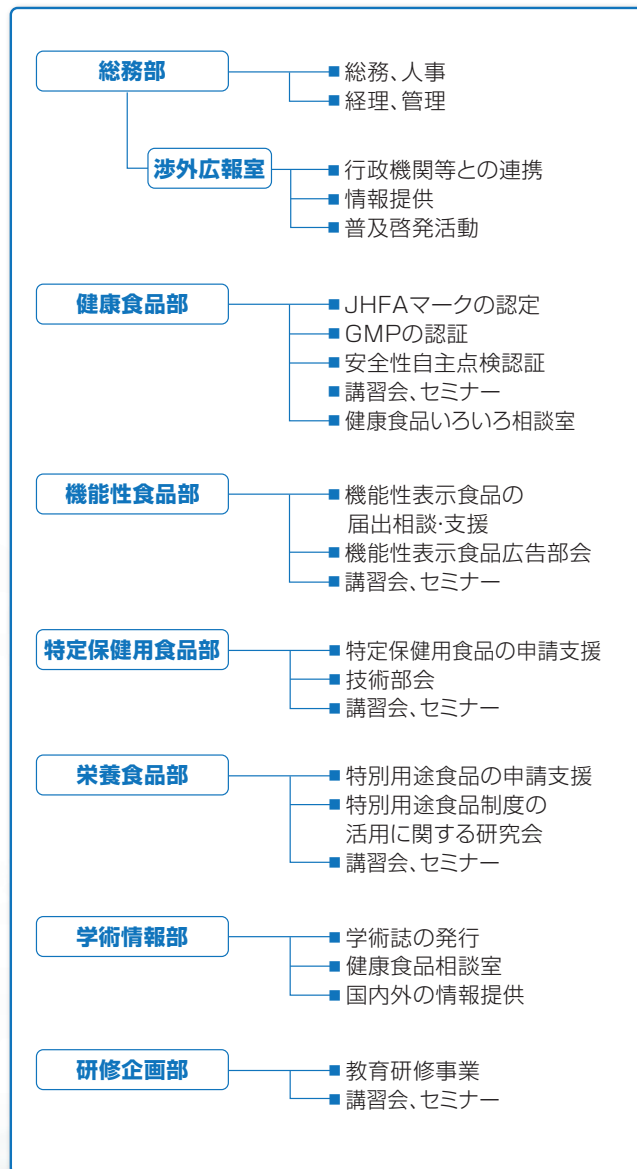 総務部
■総務、人事
■経理、管理
渉外広報室
■行政機関等との連携
■情報提供
■普及啓発活動
健康食品部
■JHFAマークの認定
■GMPの認証
■安全性自主点検認証
■講習会、セミナー
■健康食品いろいろ相談室
機能性食品部
■機能性表示食品の
届出相談・支援
■機能性表示食品広告部会
■講習会、セミナー
特定保健用食品部
■特定保健用食品の申請支援
■技術部会
■講習会、セミナー
栄養食品部
■特別用途食品の申請支援
■特別用途食品制度の
活用に関する研究会
■講習会、セミナー
学術情報部
■学術誌の発行
■健康食品相談室
■国内外の情報提供
研修企画部
■教育研修事業
■講習会、セミナー